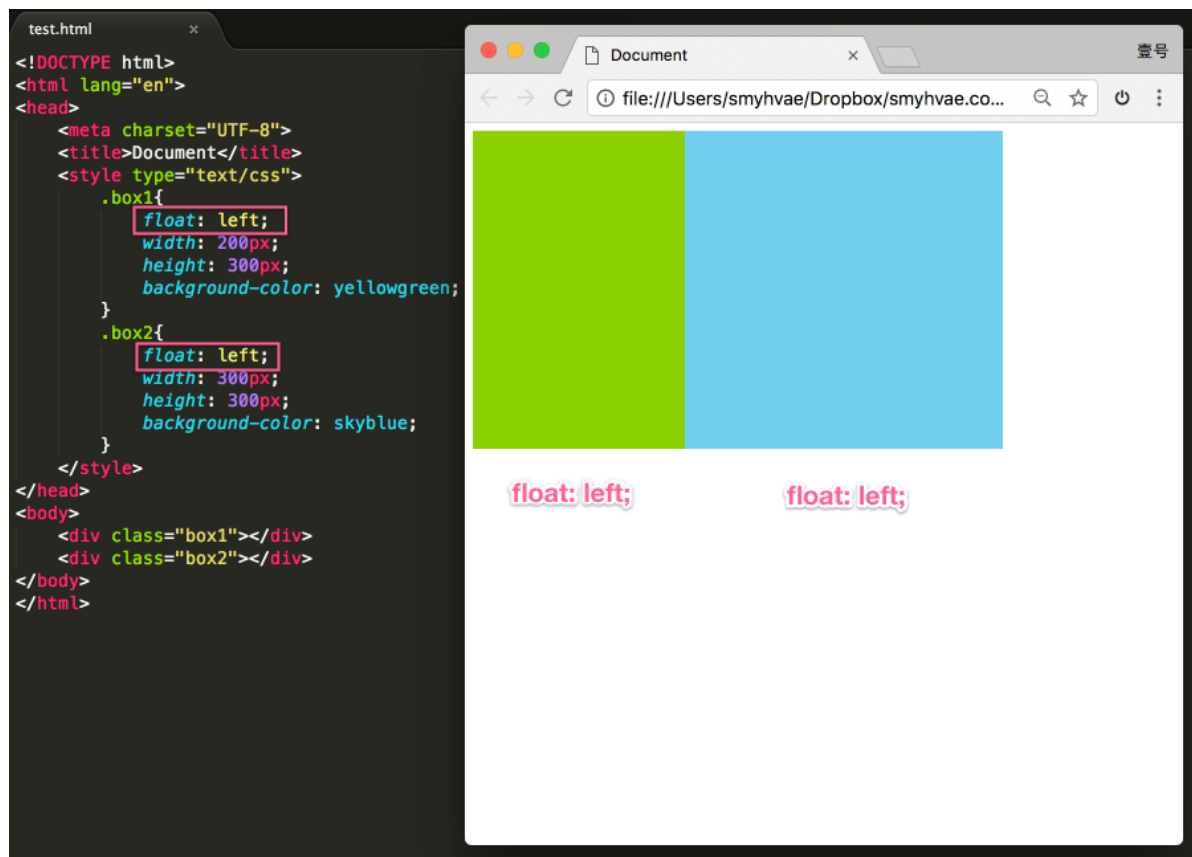 test.html ×
<!DOCTYPE html>
<html lang="en">
<head>
    <meta charset="UTF-8">
    <title>Document</title>
    <style type="text/css">
        .box1{
            float: left;
            width: 200px;
            height: 300px;
            background-color: yellowgreen;
        }
        .box2{
            float: left;
            width: 300px;
            height: 300px;
            background-color: skyblue;
        }
    </style>
</head>
<body>
    <div class="box1"></div>
    <div class="box2"></div>
</body>
</html>
Document ×
壹号
file:///Users/smyhvae/Dropbox/smyhvae.co...
float: left;
float: left;